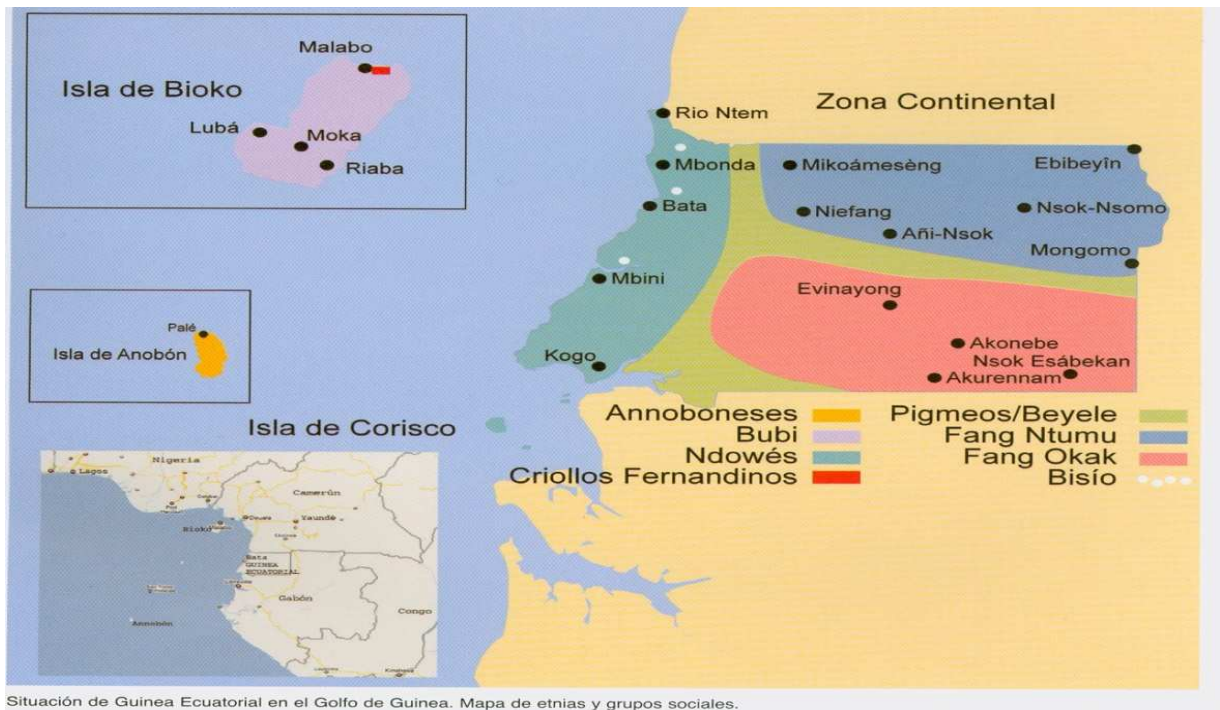 Malabo
Isla de Bioko
Lubá
Moka
Riaba
Palé
Isla de Anobón
Isla de Corisco
Zona Continental
Rio Ntem
Mbonda
Bata
Mbini
Kogo
Mikoámesèng
Ebibeyîn
Niefang
Nsok-Nsomo
Añi-Nsok
Mongomo
Evinayong
Akonebe
Nsok Esábekan
Akurennam
Annoboneses
Bubi
Ndowés
Criollos Fernandinos
Pigmeos/Beyele
Fang Ntumu
Fang Okak
Bisío
Nigeria
Lagos
Camerún
Yaundé
Bioko
Bata
GUINEA
ECUATORIAL
Gabón
Congo
Annobón
Situación de Guinea Ecuatorial en el Golfo de Guinea. Mapa de etnias y grupos sociales.